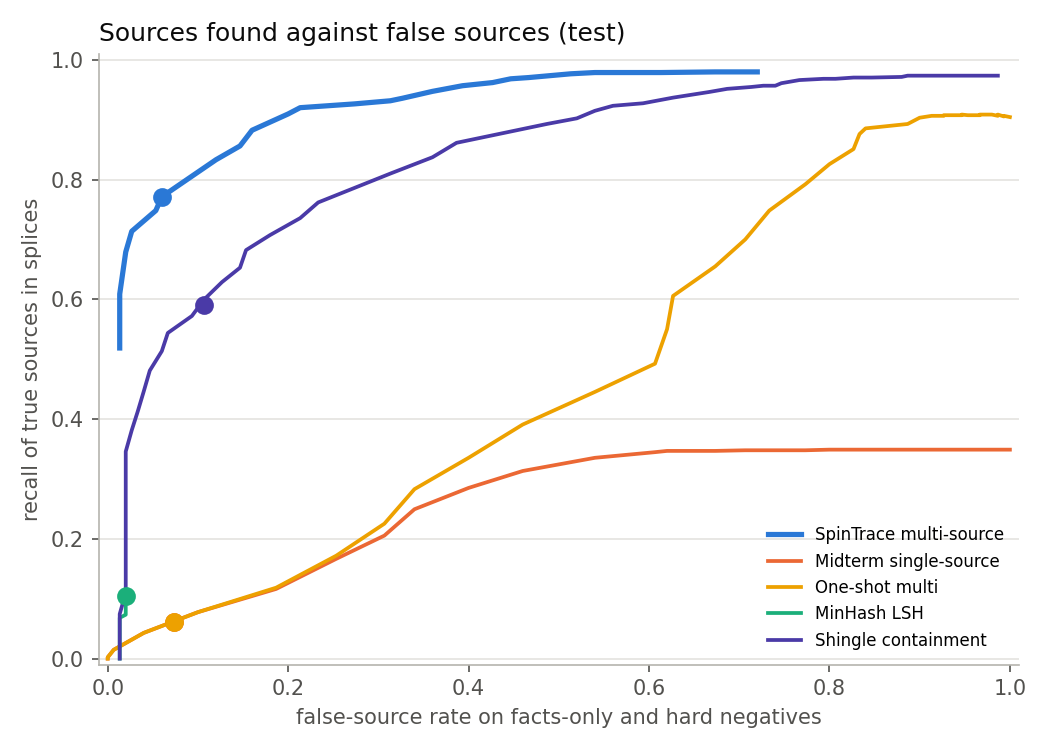 Sources found against false sources (test)
recall of true sources in splices
1.0
0.8
0.6
0.4
0.2
0.0
0.0 0.2 0.4 0.6 0.8 1.0
false-source rate on facts-only and hard negatives
SpinTrace multi-source
Midterm single-source
One-shot multi
MinHash LSH
Shingle containment